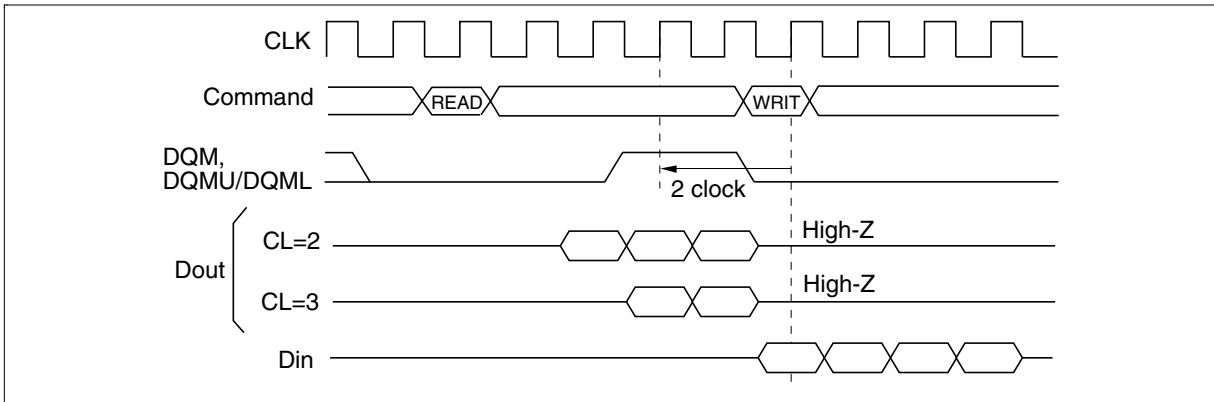 CLK
Command
READ
WRIT
DQM,
DQMU/DQML
2 clock
CL=2
High-Z
Dout
CL=3
High-Z
Din